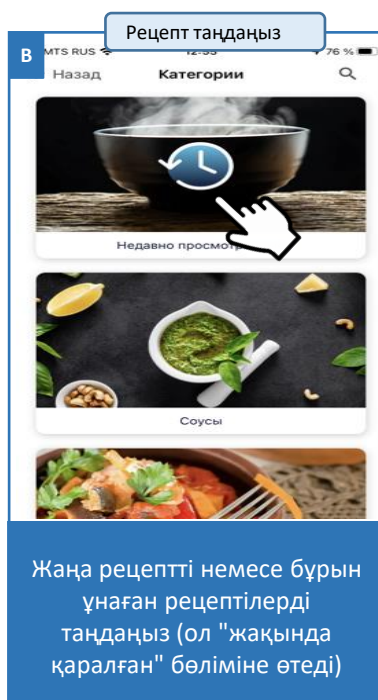 Рецепт таңдаңыз
B
MTS RUS
76 %
Назад
Категории
Недавно
Соусы
Жаңа рецептті немесе бұрын
ұнаған рецептілерді
таңдаңыз (ол "жақында
қаралған" бөліміне өтеді)